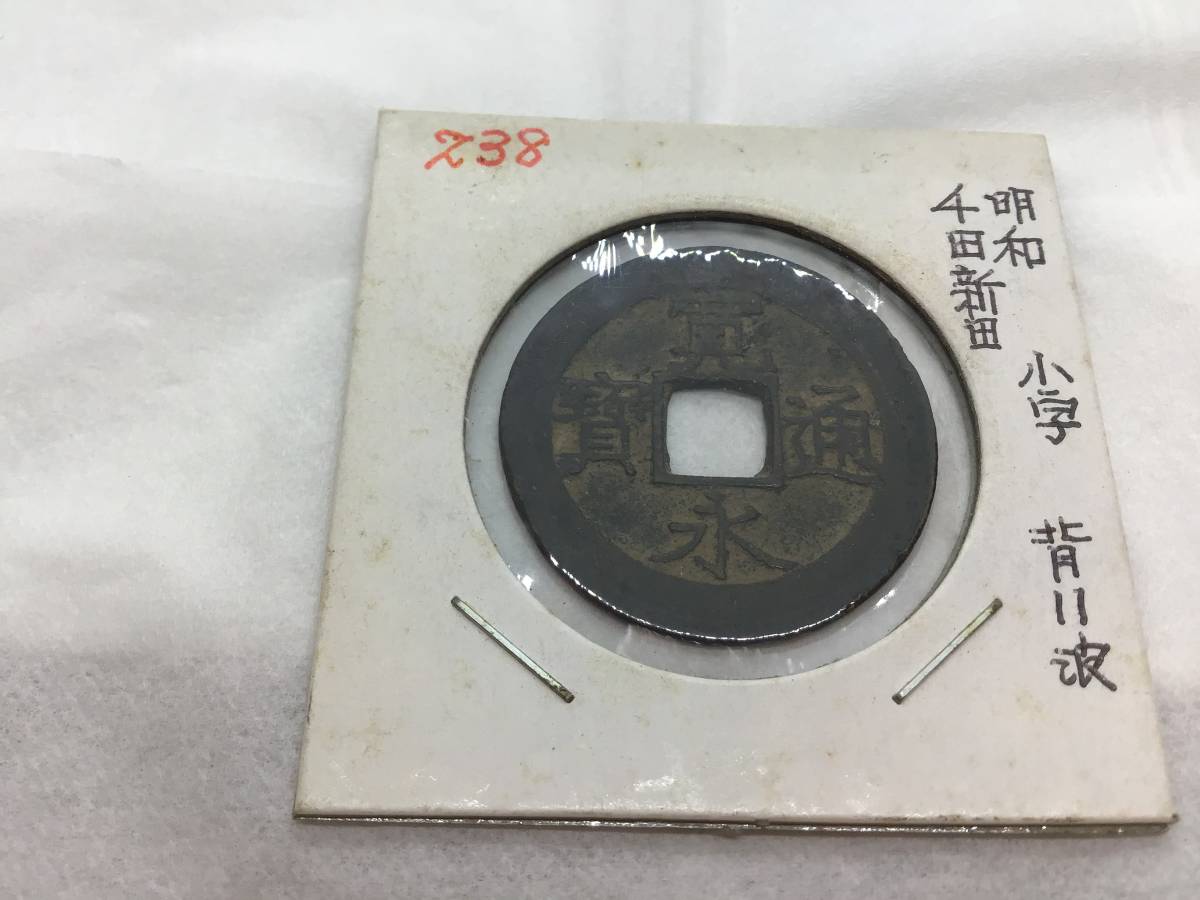 238
明和
千田新田
小字
背11波
寛永通寳